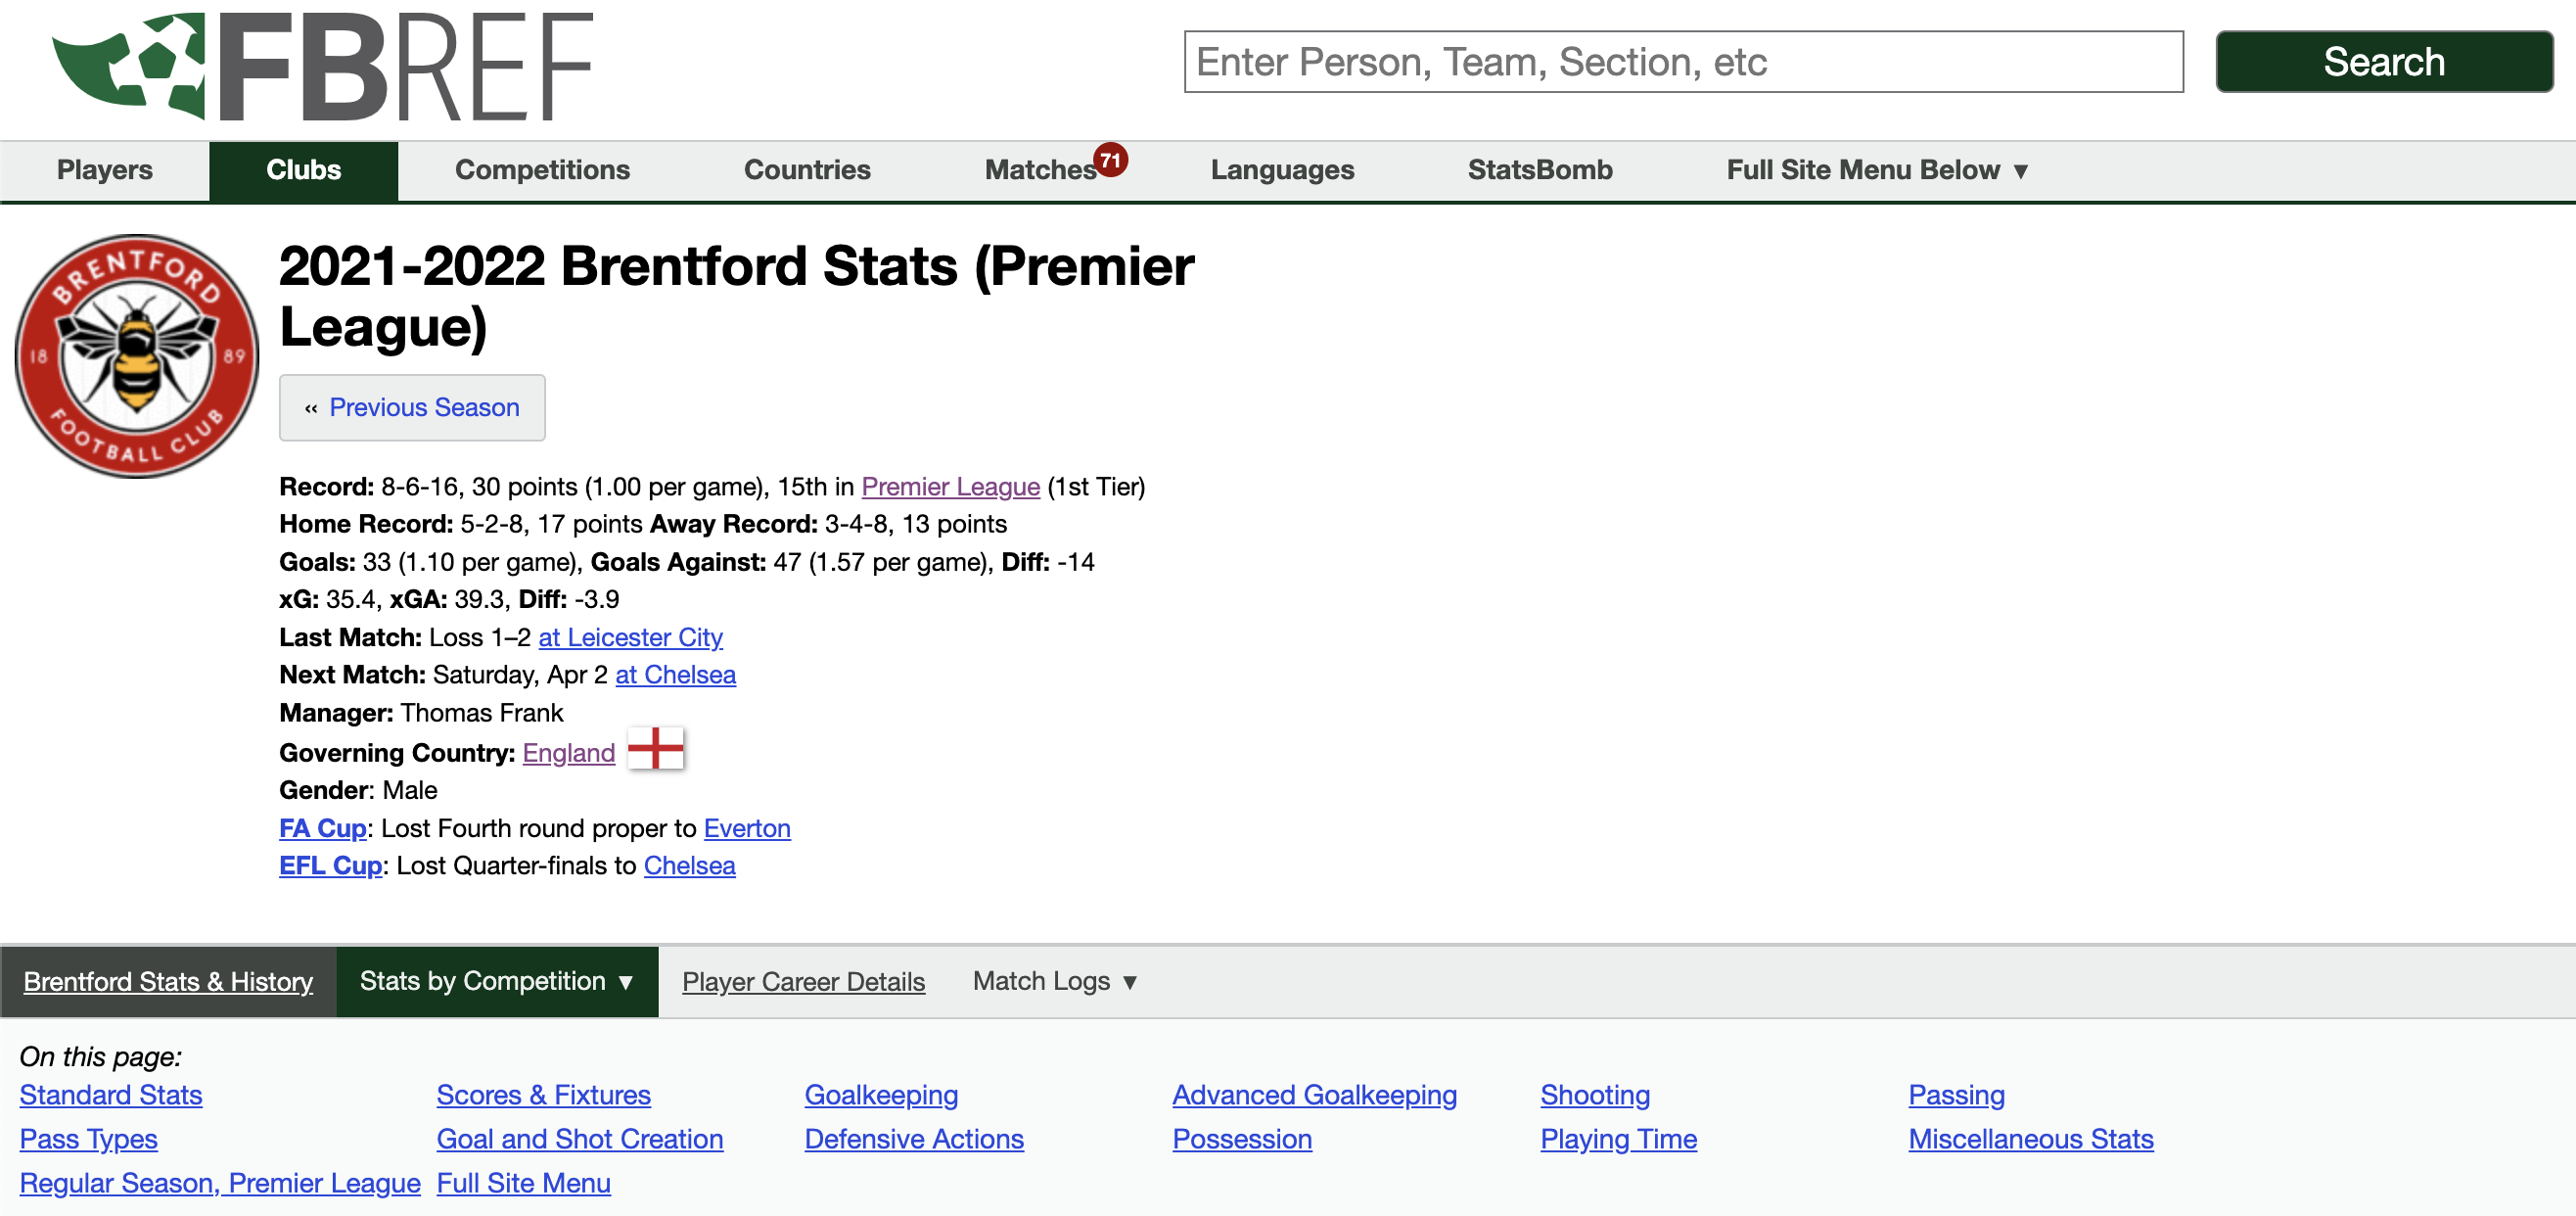 FBREF
Enter Person, Team, Section, etc
Search
Players Clubs Competitions Countries Matches 71 Languages StatsBomb Full Site Menu Below ▼
BRENTFORD
18 89
FOOTBALL CLUB
2021-2022 Brentford Stats (Premier
League)
« Previous Season
Record: 8-6-16, 30 points (1.00 per game), 15th in Premier League (1st Tier)
Home Record: 5-2-8, 17 points Away Record: 3-4-8, 13 points
Goals: 33 (1.10 per game), Goals Against: 47 (1.57 per game), Diff: -14
xG: 35.4, xGA: 39.3, Diff: -3.9
Last Match: Loss 1–2 at Leicester City
Next Match: Saturday, Apr 2 at Chelsea
Manager: Thomas Frank
Governing Country: England
Gender: Male
FA Cup: Lost Fourth round proper to Everton
EFL Cup: Lost Quarter-finals to Chelsea
Brentford Stats & History Stats by Competition ▼ Player Career Details Match Logs ▼
On this page:
Standard Stats Scores & Fixtures Goalkeeping Advanced Goalkeeping Shooting Passing
Pass Types Goal and Shot Creation Defensive Actions Possession Playing Time Miscellaneous Stats
Regular Season, Premier League Full Site Menu